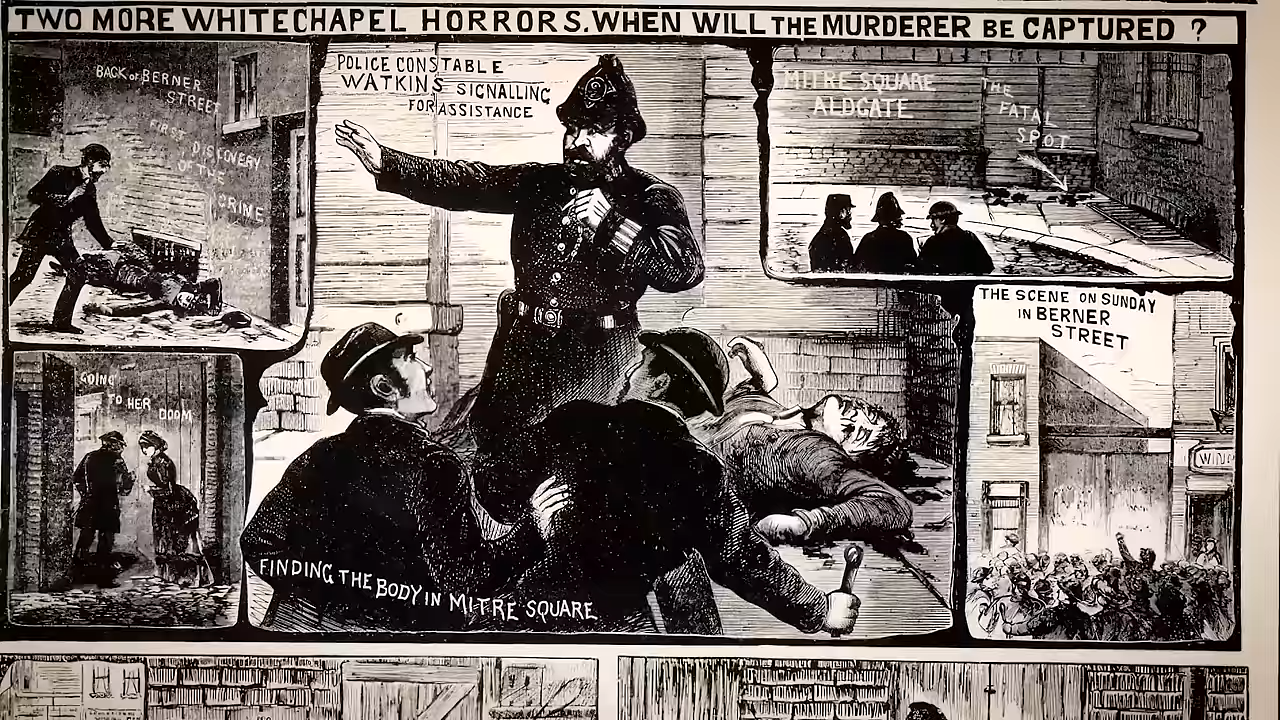 TWO MORE WHITECHAPEL HORRORS. WHEN WILL THE MURDERER BE CAPTURED ?
BACK OF BERNER
STREET
FIRST
DISCOVERY
OF THE
CRIME
POLICE CONSTABLE
WATKINS SIGNALLING
FOR ASSISTANCE
MITRE SQUARE
ALDGATE
THE
FATAL
SPOT
GOING
TO HER DOOM
FINDING THE BODY IN MITRE SQUARE
THE SCENE ON SUNDAY
IN BERNER
STREET
WIN